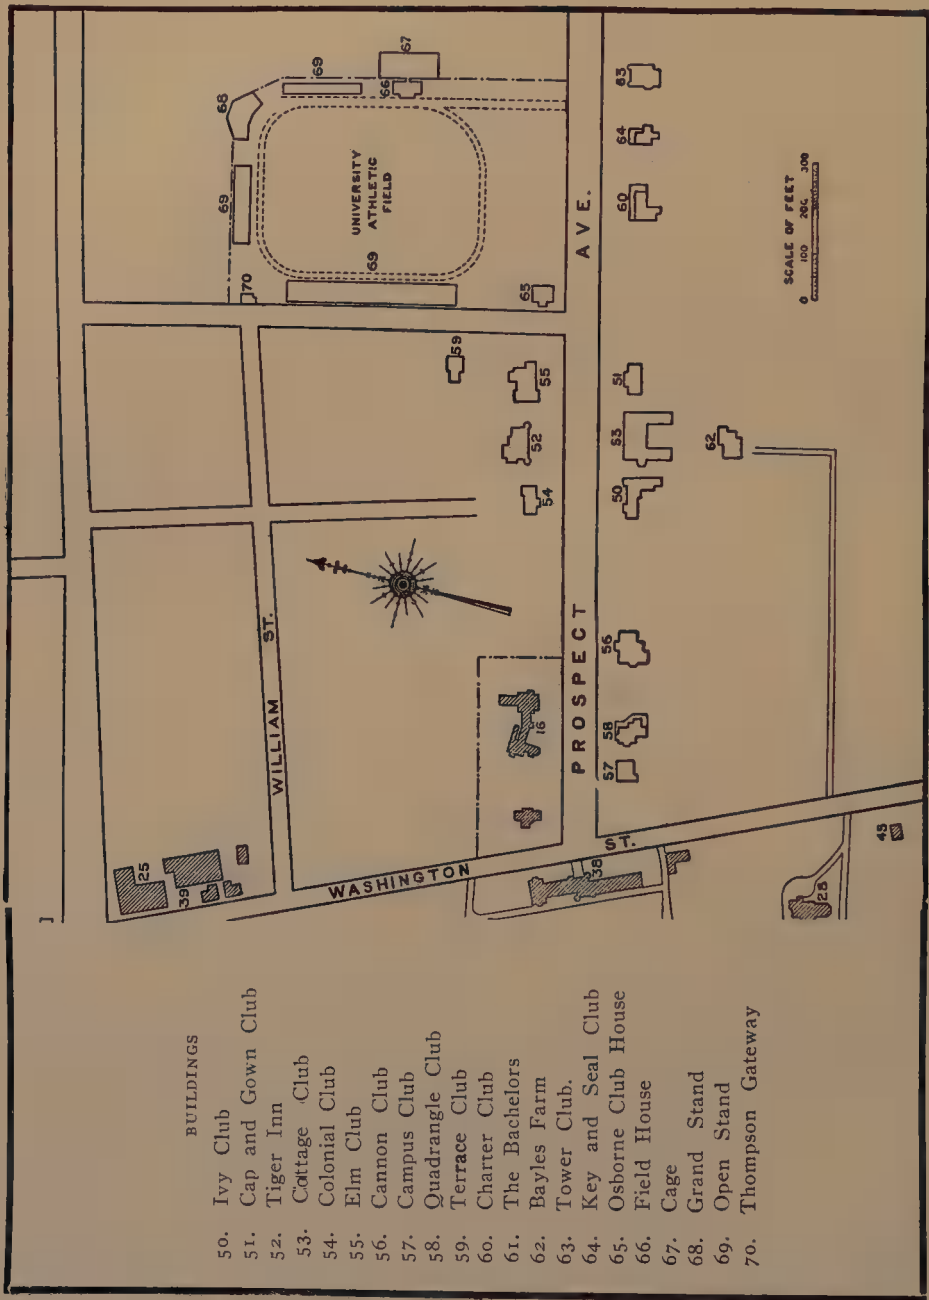 BUILDINGS
50. Ivy Club
51. Cap and Gown Club
52. Tiger Inn
53. Cottage Club
54. Colonial Club
55. Elm Club
56. Cannon Club
57. Campus Club
58. Quadrangle Club
59. Terrace Club
60. Charter Club
61. The Bachelors
62. Bayles Farm
63. Tower Club.
64. Key and Seal Club
65. Osborne Club House
66. Field House
67. Cage
68. Grand Stand
69. Open Stand
70. Thompson Gateway
]
25
39
WILLIAM ST.
WASHINGTON ST.
PROSPECT AVE.
UNIVERSITY
ATHLETIC
FIELD
68
69
69
69
67
66
70
65
59
55
52
54
16
38
57
58
56
50
53
51
62
60
64
63
28
45
SCALE OF FEET
0 100 200 300